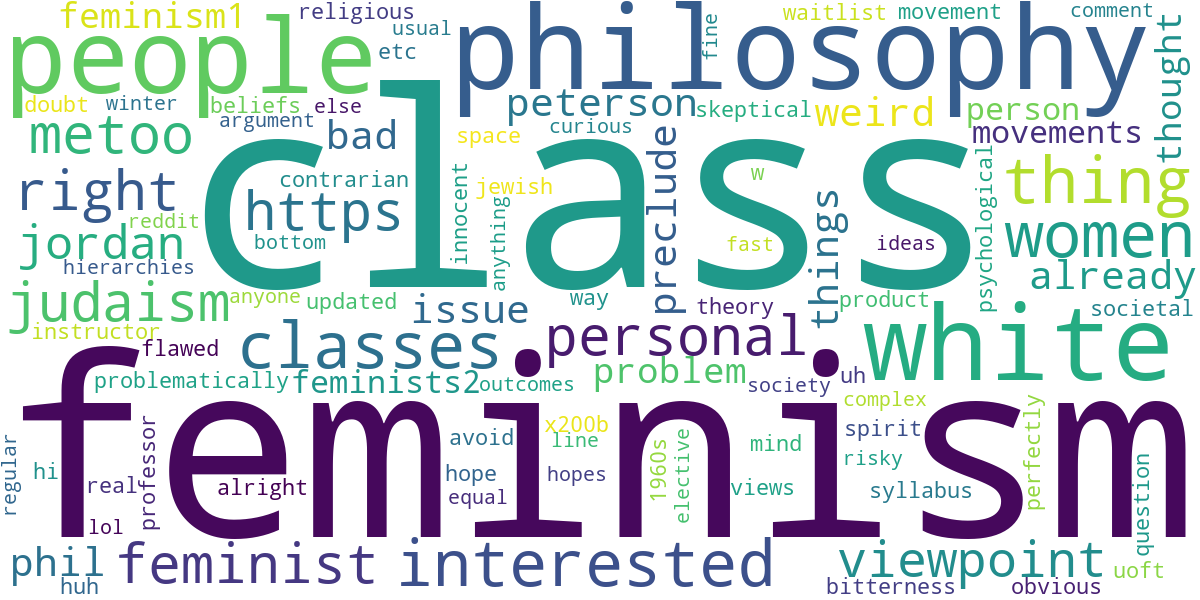 feminism1
religious
usual
etc
people
philosophy
fine
waitlist
movement
comment
thought
doubt
winter
beliefs
else
argument
metoo
bad
peterson
skeptical
weird
person
movements
space
curious
class
right
contrarian
https
reddit
bottom
innocent
jewish
anything
preclude
w
things
fast
ideas
psychological
thing
women
jordan
hierarchies
already
judaism
anyone
updated
issue
way
theory
product
societal
instructor
flawed
classes
personal
white
problematically
feminists2
outcomes
problem
society
uh
feminism
complex
regular
hi
real
professor
alright
lol
avoid
hope
equal
x200b
line
hopes
1960s
elective
mind
views
spirit
risky
syllabus
perfectly
question
phil
huh
feminist
interested
viewpoint
bitterness
obvious
uoft